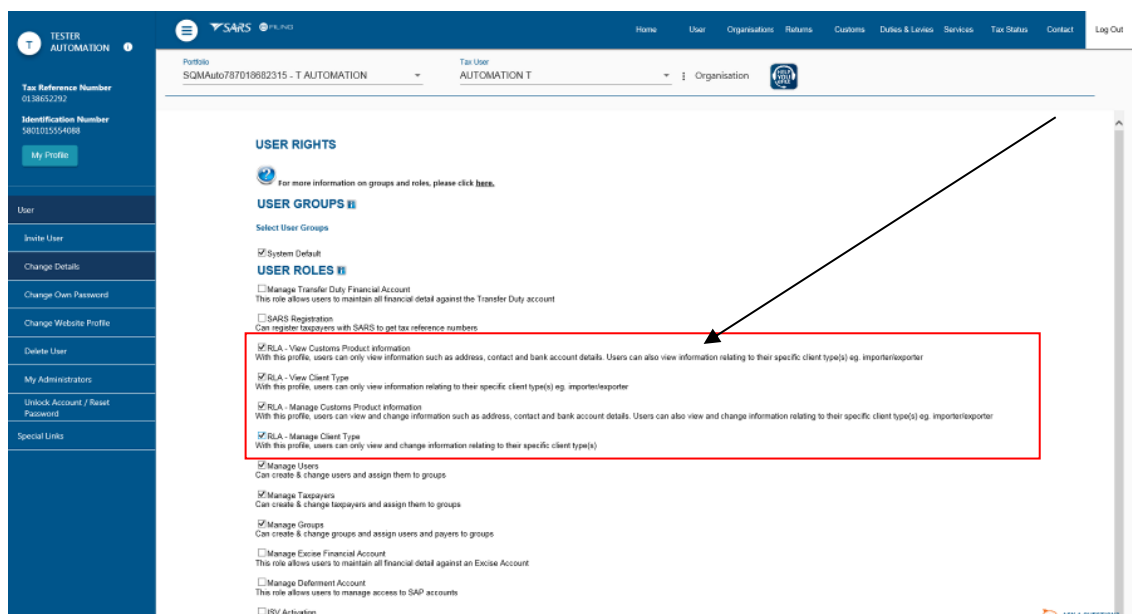 TESTER
AUTOMATION
T
Tax Reference Number
0138652292
Identification Number
5801015554088
My Profile
User
Invite User
Change Details
Change Own Password
Change Website Profile
Delete User
My Administrators
Unlock Account / Reset
Password
Special Links
SARS eFILING
Home User Organisations Returns Customs Duties & Levies Services Tax Status Contact Log Out
Portfolio
SQMAuto787018682315 - T AUTOMATION
Tax User
AUTOMATION T
Organisation
HELP YOU eFILE
USER RIGHTS
For more information on groups and roles, please click here.
USER GROUPS
Select User Groups
System Default
USER ROLES
Manage Transfer Duty Financial Account
This role allows users to maintain all financial detail against the Transfer Duty account
SARS Registration
Can register taxpayers with SARS to get tax reference numbers
RLA - View Customs Product information
With this profile, users can only view information such as address, contact and bank account details. Users can also view information relating to their specific client type(s) eg. importer/exporter
RLA - View Client Type
With this profile, users can only view information relating to their specific client type(s) eg. importer/exporter
RLA - Manage Customs Product information
With this profile, users can view and change information such as address, contact and bank account details. Users can also view and change information relating to their specific client type(s) eg. importer/exporter
RLA - Manage Client Type
With this profile, users can only view and change information relating to their specific client type(s)
Manage Users
Can create & change users and assign them to groups
Manage Taxpayers
Can create & change taxpayers and assign them to groups
Manage Groups
Can create & change groups and assign users and payers to groups
Manage Excise Financial Account
This role allows users to maintain all financial detail against an Excise Account
Manage Deferment Account
This role allows users to manage access to SAP accounts
ISV Activation